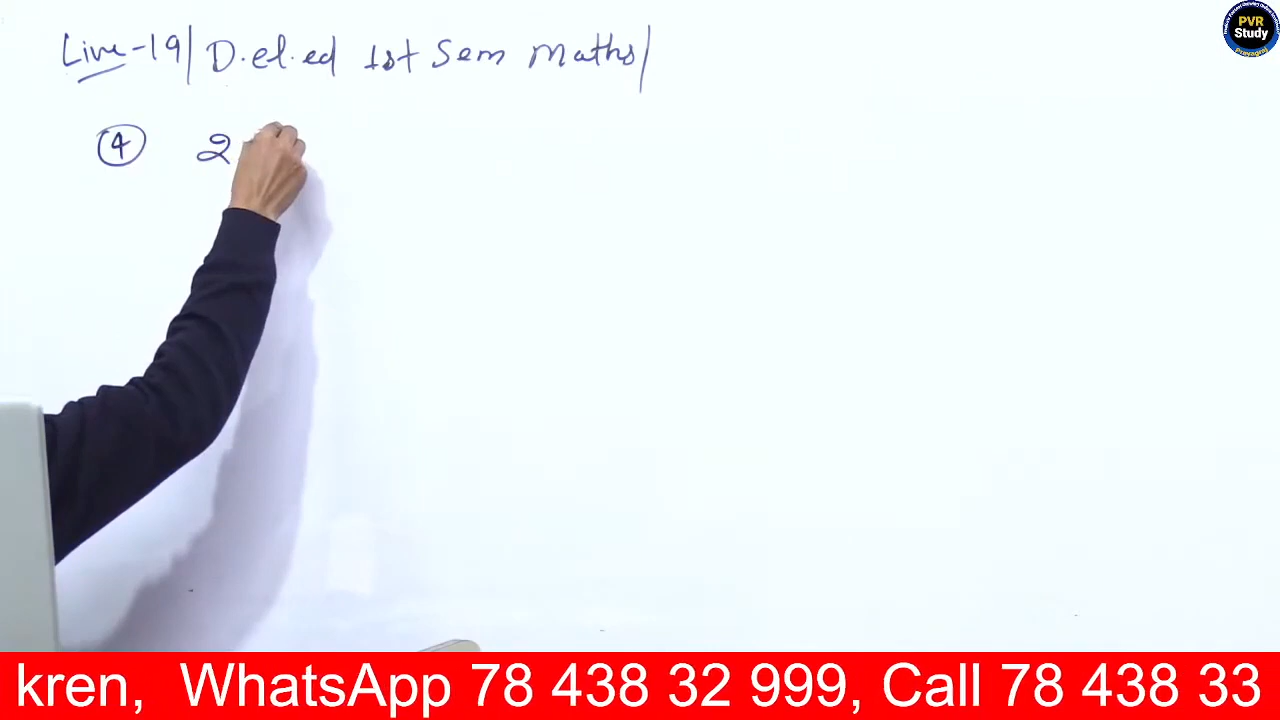 Live-19/ D.el.ed 1st Sem Maths/
④ 2
PVR
Study
Prayagraj
kren, WhatsApp 78 438 32 999, Call 78 438 33